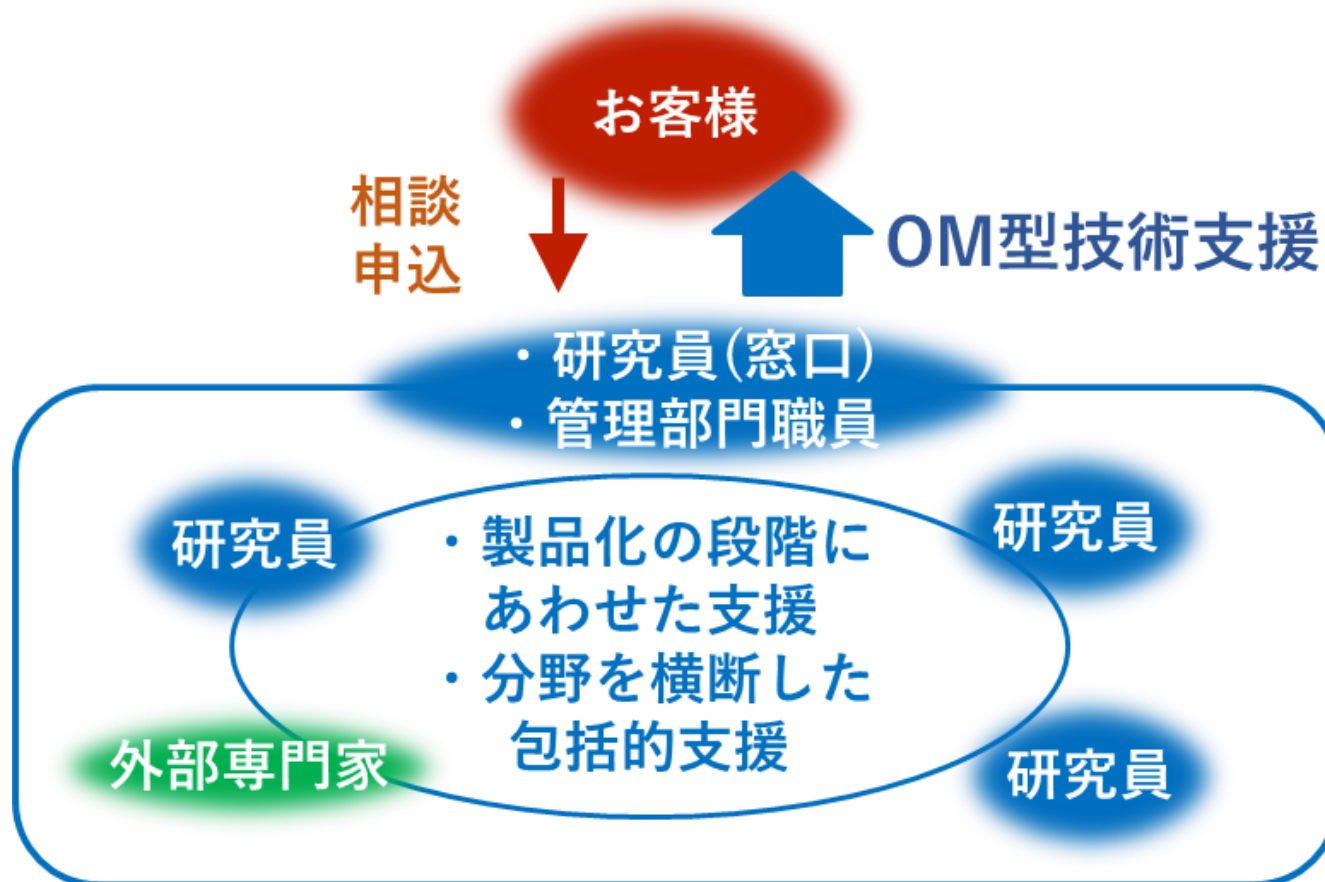 お客様
相談
申込
OM型技術支援
・研究員(窓口)
・管理部門職員
研究員
・製品化の段階に
あわせた支援
・分野を横断した
包括的支援
研究員
外部専門家
研究員